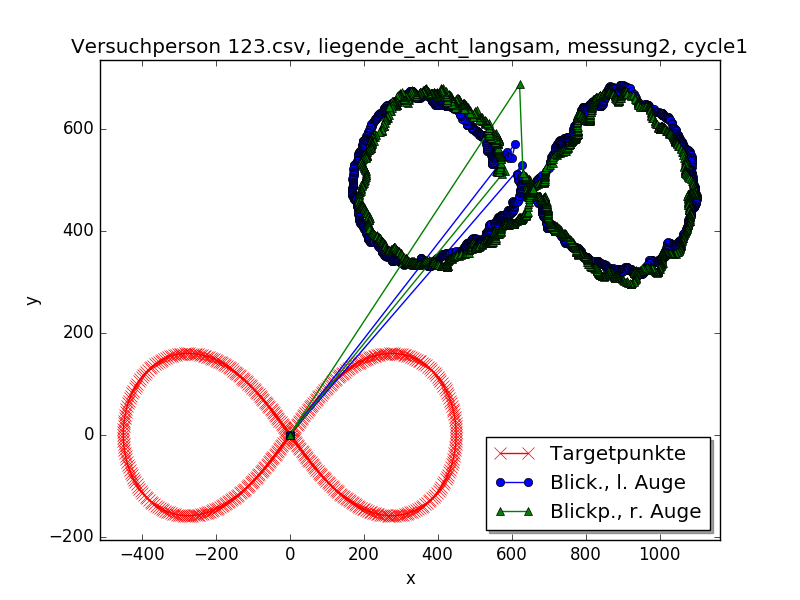 Versuchperson 123.csv, liegende_acht_langsam, messung2, cycle1
y
600
400
200
0
−200
−400
−200
0
200
400
600
800
1000
x
Targetpunkte
Blick., l. Auge
Blickp., r. Auge